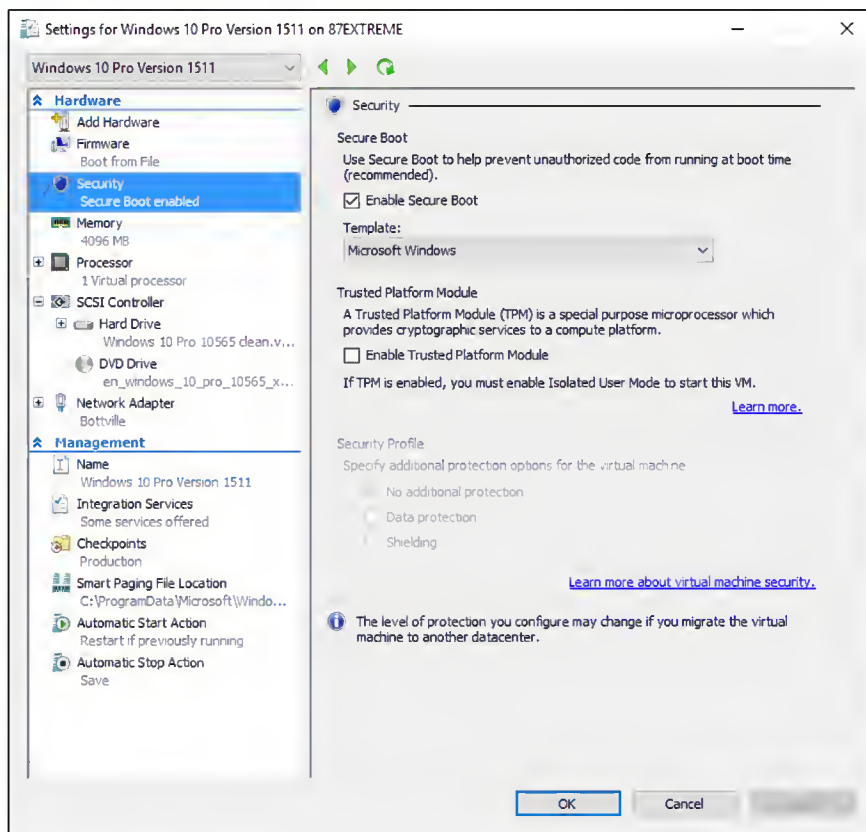 Settings for Windows 10 Pro Version 1511 on 87EXTREME
Windows 10 Pro Version 1511
Hardware
Add Hardware
Firmware
Boot from File
Security
Secure Boot enabled
Memory
4096 MB
Processor
1 Virtual processor
SCSI Controller
Hard Drive
Windows 10 Pro 10565 clean.v...
DVD Drive
en_windows_10_pro_10565_x...
Network Adapter
Bottville
Management
Name
Windows 10 Pro Version 1511
Integration Services
Some services offered
Checkpoints
Production
Smart Paging File Location
C:\ProgramData\Microsoft\Windo...
Automatic Start Action
Restart if previously running
Automatic Stop Action
Save
Security
Secure Boot
Use Secure Boot to help prevent unauthorized code from running at boot time
(recommended).
Enable Secure Boot
Template:
Microsoft Windows
Trusted Platform Module
A Trusted Platform Module (TPM) is a special purpose microprocessor which
provides cryptographic services to a compute platform.
Enable Trusted Platform Module
If TPM is enabled, you must enable Isolated User Mode to start this VM.
Learn more.
Security Profile
Specify additional protection options for the virtual machine
No additional protection
Data protection
Shielding
Learn more about virtual machine security.
The level of protection you configure may change if you migrate the virtual
machine to another datacenter.
OK
Cancel